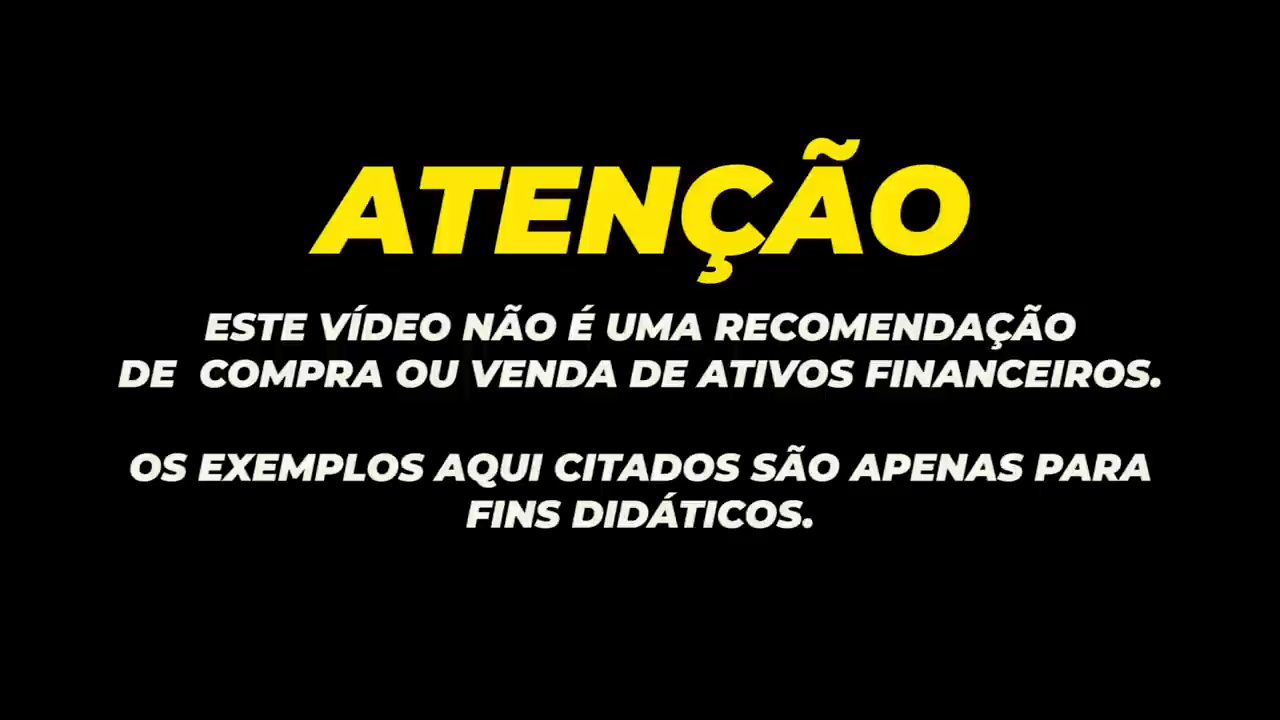 ATENÇÃO
ESTE VÍDEO NÃO É UMA RECOMENDAÇÃO
DE COMPRA OU VENDA DE ATIVOS FINANCEIROS.
OS EXEMPLOS AQUI CITADOS SÃO APENAS PARA
FINS DIDÁTICOS.